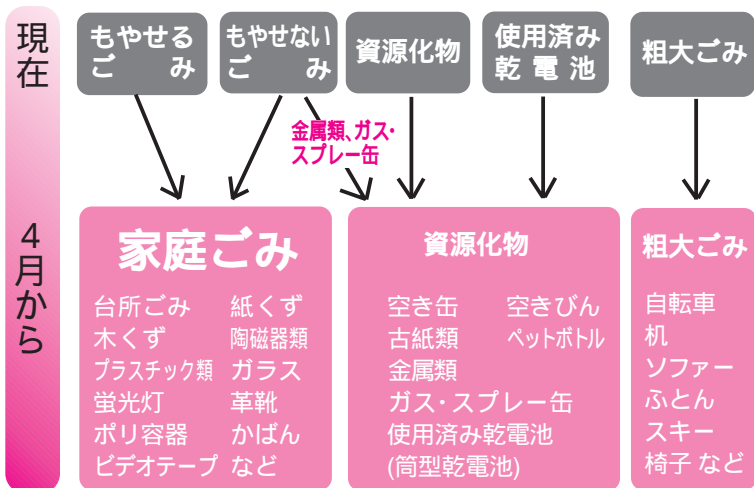 現在
もやせる
ごみ
もやせない
ごみ
資源化物
使用済み
乾電池
粗大ごみ
金属類、ガス・
スプレー缶
4月から
家庭ごみ
台所ごみ 紙くず
木くず 陶磁器類
プラスチック類 ガラス
蛍光灯 革靴
ポリ容器 かばん
ビデオテープ など
資源化物
空き缶 空きびん
古紙類 ペットボトル
金属類
ガス・スプレー缶
使用済み乾電池
(筒型乾電池)
粗大ごみ
自転車
机
ソファー
ふとん
スキー
椅子 など